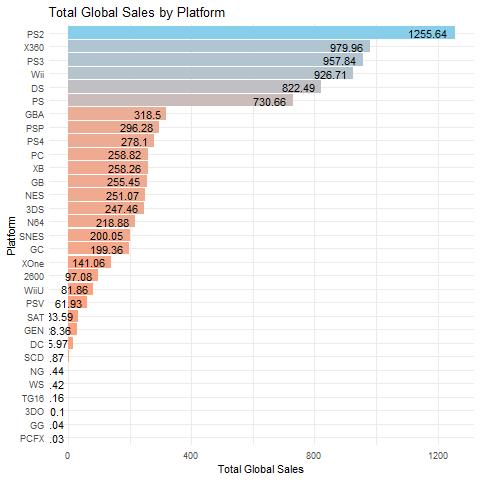 Total Global Sales by Platform
PS2 1255.64
X360 979.96
PS3 957.84
Wii 926.71
DS 822.49
PS 730.66
GBA 318.5
PSP 296.28
PS4 278.1
PC 258.82
XB 258.26
GB 255.45
NES 251.07
3DS 247.46
N64 218.88
SNES 200.05
GC 199.36
XOne 141.06
2600 97.08
WiiU 81.86
PSV 61.93
SAT 33.59
GEN 28.36
DC 5.97
SCD .87
NG .44
WS .42
TG16 .16
3DO 0.1
GG .04
PCFX .03
Platform
0 400 800 1200
Total Global Sales